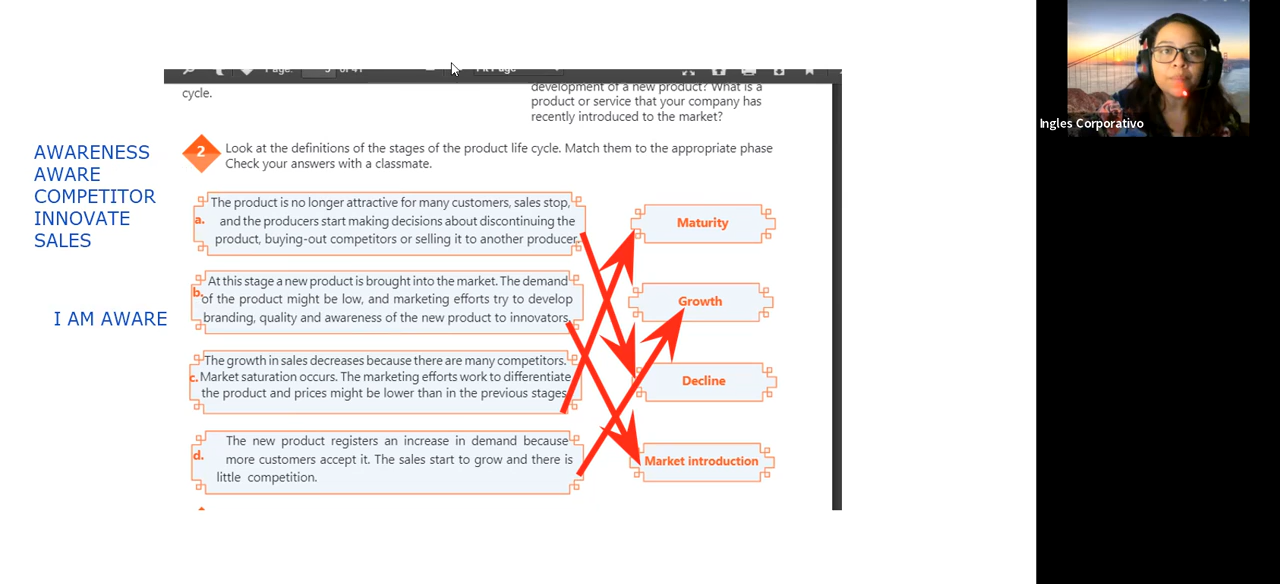 Page: 5 of 41
cycle.
development of a new product? What is a
product or service that your company has
recently introduced to the market?
2
Look at the definitions of the stages of the product life cycle. Match them to the appropriate phase
Check your answers with a classmate.
AWARENESS
AWARE
COMPETITOR
INNOVATE
SALES
I AM AWARE
a.
The product is no longer attractive for many customers, sales stop,
and the producers start making decisions about discontinuing the
product, buying-out competitors or selling it to another producer.
b.
At this stage a new product is brought into the market. The demand
of the product might be low, and marketing efforts try to develop
branding, quality and awareness of the new product to innovators.
c.
The growth in sales decreases because there are many competitors.
Market saturation occurs. The marketing efforts work to differentiate
the product and prices might be lower than in the previous stages.
d.
The new product registers an increase in demand because
more customers accept it. The sales start to grow and there is
little competition.
Maturity
Growth
Decline
Market introduction
Ingles Corporativo